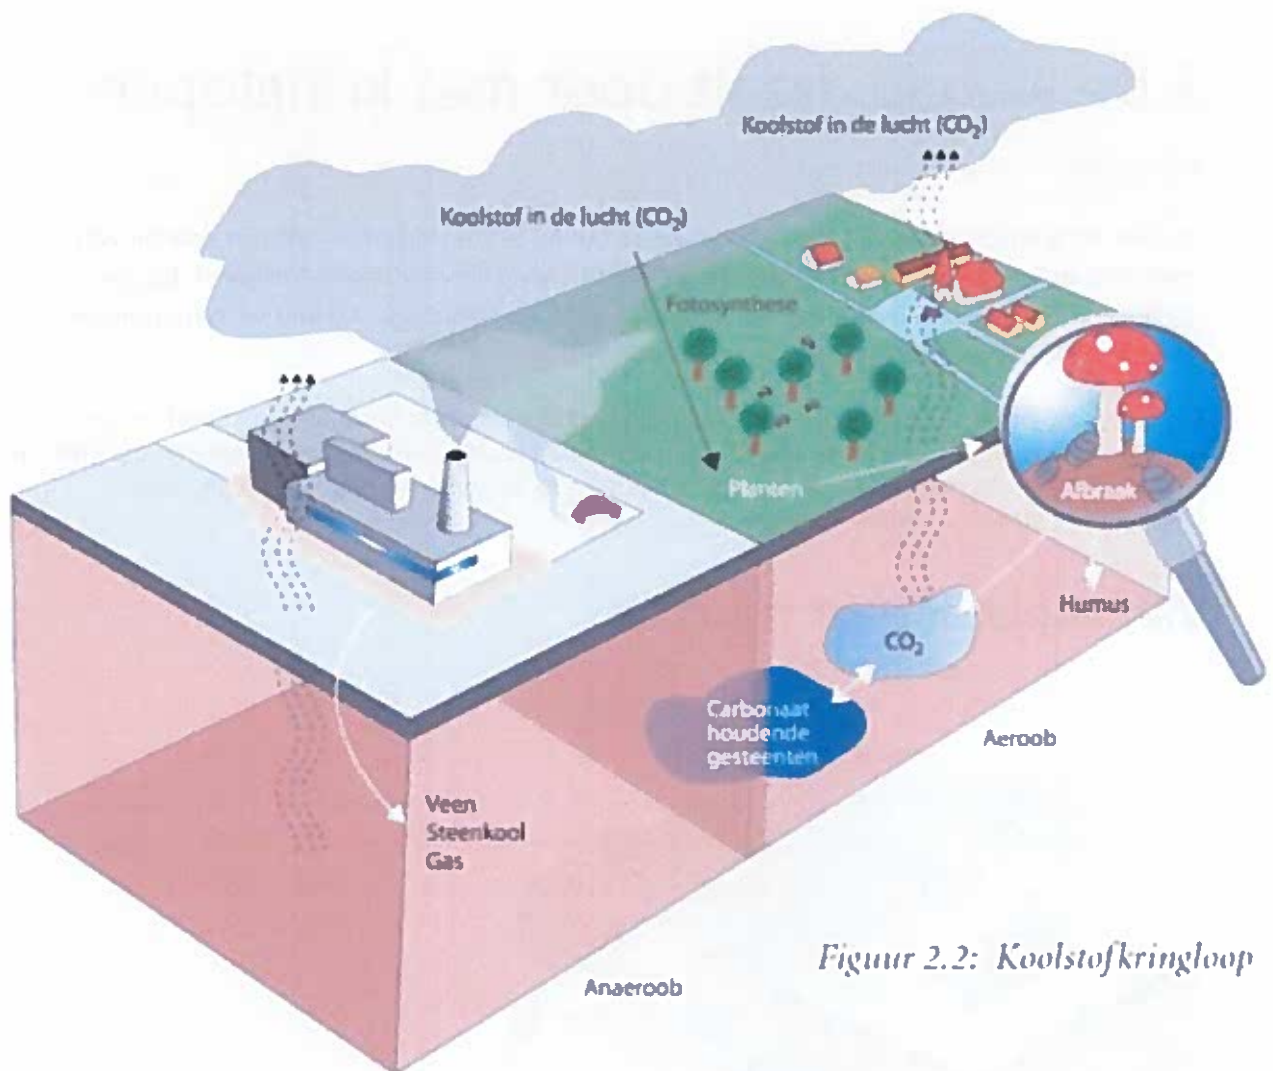 Koolstof in de lucht (CO₂)
Koolstof in de lucht (CO₂)
Fotosynthese
Planten
Afbraak
Humus
CO₂
Carbonaat
houdende
gesteenten
Aeroob
Veen
Steenkool
Gas
Anaeroob
Figuur 2.2: Koolstofkringloop